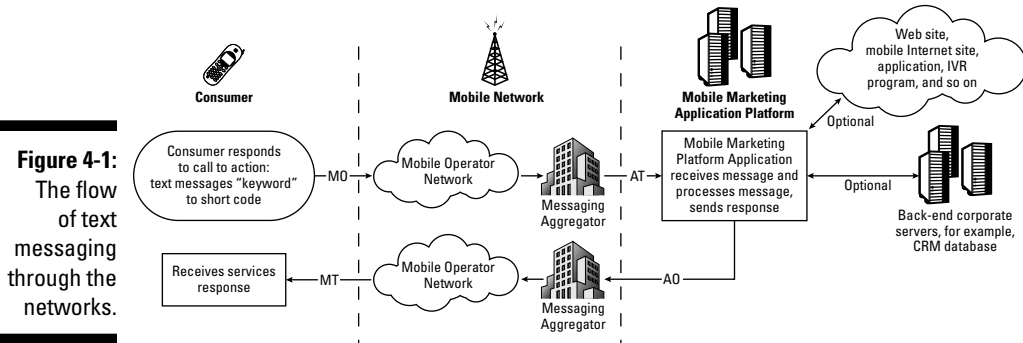 Figure 4-1:
The flow
of text
messaging
through the
networks.
Consumer
Mobile Network
Mobile Marketing
Application Platform
Web site,
mobile Internet site,
application, IVR
program, and so on
Optional
Consumer responds
to call to action:
text messages "keyword"
to short code
MO
Mobile Operator
Network
Messaging
Aggregator
AT
Mobile Marketing
Platform Application
receives message and
processes message,
sends response
Optional
Back-end corporate
servers, for example,
CRM database
Receives services
response
MT
Mobile Operator
Network
Messaging
Aggregator
AO